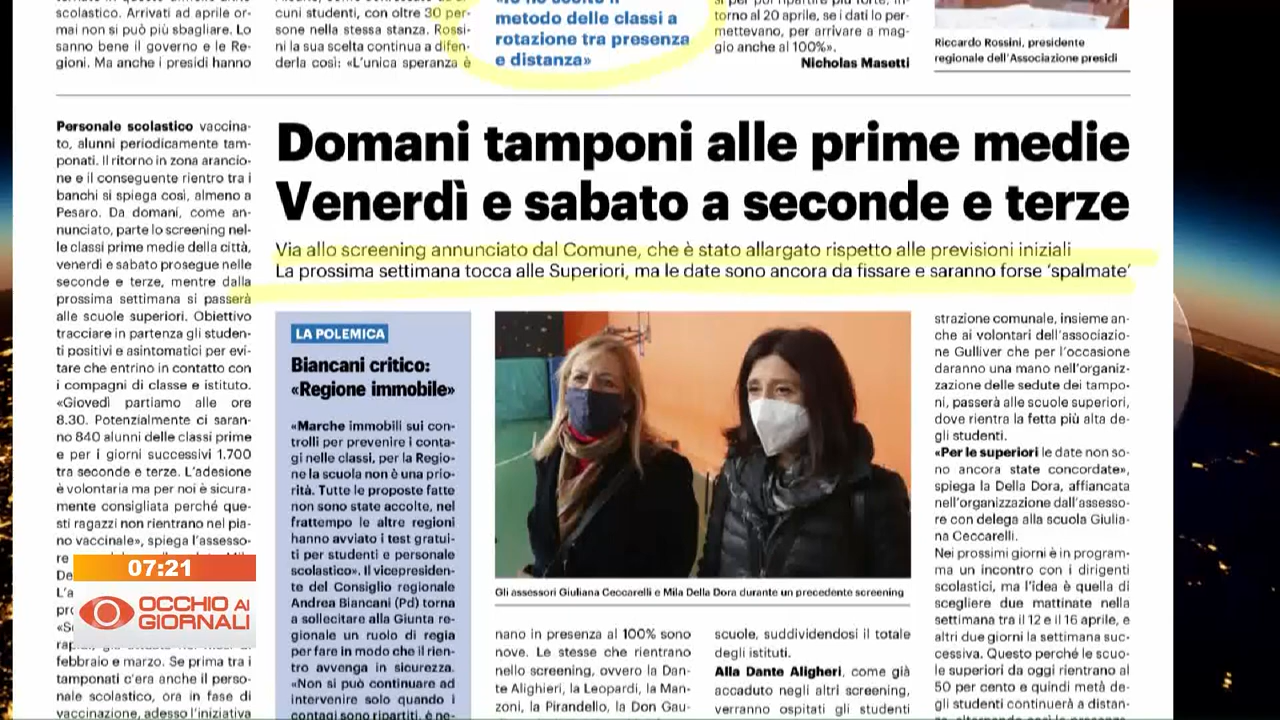 scolastico. Arrivati ad aprile or-
mai non si può più sbagliare. Lo
sanno bene il governo e le Re-
gioni. Ma anche i presidi hanno
cuni studenti, con oltre 30 per-
sone nella stessa stanza. Rossi-
ni la sua scelta continua a difen-
derla così: «L'unica speranza è
metodo delle classi a
rotazione tra presenza
e distanza»
torno al 20 aprile, se i dati lo per-
mettevano, per arrivare a mag-
gio anche al 100%».
Nicholas Masetti
Riccardo Rossini, presidente
regionale dell'Associazione presidi
Domani tamponi alle prime medie
Venerdì e sabato a seconde e terze
Via allo screening annunciato dal Comune, che è stato allargato rispetto alle previsioni iniziali
La prossima settimana tocca alle Superiori, ma le date sono ancora da fissare e saranno forse 'spalmate'
Personale scolastico vaccina-
to, alunni periodicamente tam-
ponati. Il ritorno in zona arancio-
ne e il conseguente rientro tra i
banchi si spiega così, almeno a
Pesaro. Da domani, come an-
nunciato, parte lo screening nel-
le classi prime medie della città,
venerdì e sabato prosegue nelle
seconde e terze, mentre dalla
prossima settimana si passerà
alle scuole superiori. Obiettivo
tracciare in partenza gli studen-
ti positivi e asintomatici per evi-
tare che entrino in contatto con
i compagni di classe e istituto.
«Giovedì partiamo alle ore
8.30. Potenzialmente ci saran-
no 840 alunni delle classi prime
e per i giorni successivi 1.700
tra seconde e terze. L'adesione
è volontaria ma per noi è sicura-
mente consigliata perché que-
sti ragazzi non rientrano nel pia-
no vaccinale», spiega l'assesso-
re
febbraio e marzo. Se prima tra i
tamponati c'era anche il perso-
nale scolastico, ora in fase di
vaccinazione, adesso l'iniziativa
LA POLEMICA
Biancani critico:
«Regione immobile»
«Marche immobili sui con-
trolli per prevenire i conta-
gi nelle classi, per la Regio-
ne la scuola non è una prio-
rità. Tutte le proposte fatte
non sono state accolte, nel
frattempo le altre regioni
hanno avviato i test gratui-
ti per studenti e personale
scolastico». Il vicepresiden-
te del Consiglio regionale
Andrea Biancani (Pd) torna
a sollecitare alla Giunta re-
gionale un ruolo di regia
per fare in modo che il rien-
tro avvenga in sicurezza.
«Non si può continuare ad
intervenire solo quando i
contagi sono ripartiti, è ne-
Gli assessori Giuliana Ceccarelli e Mila Della Dora durante un precedente screening
nano in presenza al 100% sono
nove. Le stesse che rientrano
nello screening, ovvero la Dan-
te Alighieri, la Leopardi, la Man-
zoni, la Pirandello, la Don Gau-
scuole, suddividendosi il totale
degli istituti.
Alla Dante Aligheri, come già
accaduto negli altri screening,
verranno ospitati gli studenti
strazione comunale, insieme an-
che ai volontari dell'associazio-
ne Gulliver che per l'occasione
daranno una mano nell'organiz-
zazione delle sedute dei tampo-
ni, passerà alle scuole superiori,
dove rientra la fetta più alta de-
gli studenti.
«Per le superiori le date non so-
no ancora state concordate»,
spiega la Della Dora, affiancata
nell'organizzazione dall'assesso-
re con delega alla scuola Giulia-
na Ceccarelli.
Nei prossimi giorni è in program-
ma un incontro con i dirigenti
scolastici, ma l'idea è quella di
scegliere due mattinate nella
settimana tra il 12 e il 16 aprile, e
altri due giorni la settimana suc-
cessiva. Questo perché le scuo-
le superiori da oggi rientrano al
50 per cento e quindi metà de-
gli studenti continuerà a distan-
07:21
OCCHIO AI
GIORNALI